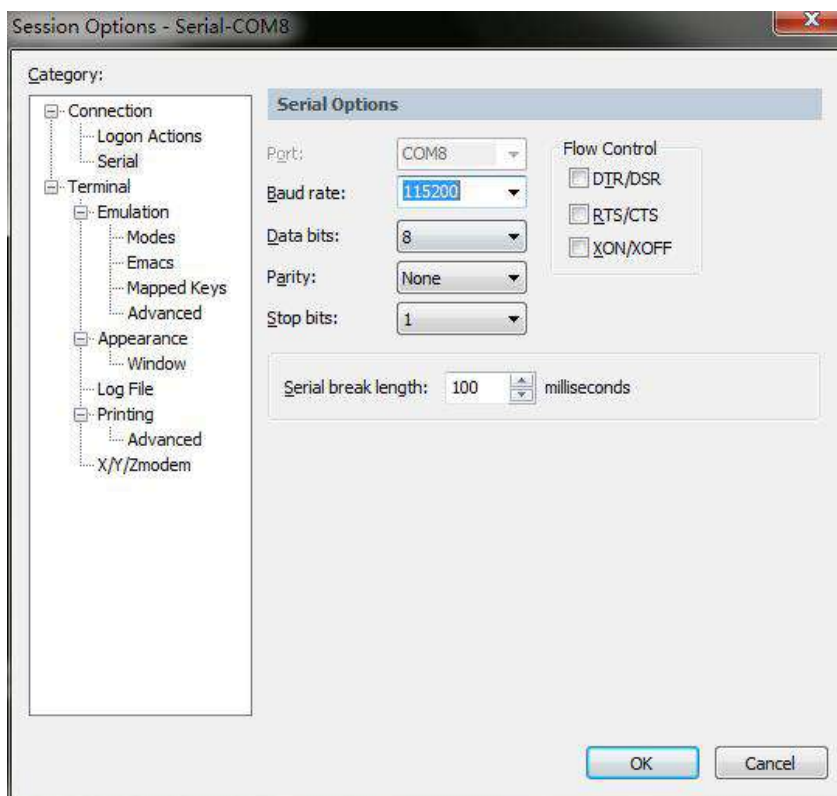 Session Options - Serial-COM8
Category:
Connection
Logon Actions
Serial
Terminal
Emulation
Modes
Emacs
Mapped Keys
Advanced
Appearance
Window
Log File
Printing
Advanced
X/Y/Zmodem
Serial Options
Port: COM8
Baud rate: 115200
Data bits: 8
Parity: None
Stop bits: 1
Flow Control
DTR/DSR
RTS/CTS
XON/XOFF
Serial break length: 100 milliseconds
OK Cancel